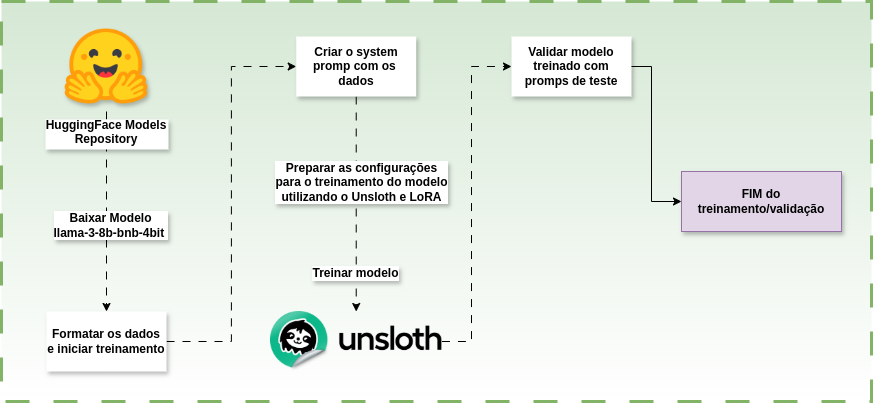 HuggingFace Models
Repository
Baixar Modelo
llama-3-8b-bnb-4bit
Formatar os dados
e iniciar treinamento
Criar o system
promp com os
dados
Preparar as configurações
para o treinamento do modelo
utilizando o Unsloth e LoRA
Treinar modelo
unsloth
Validar modelo
treinado com
promps de teste
FIM do
treinamento/validação